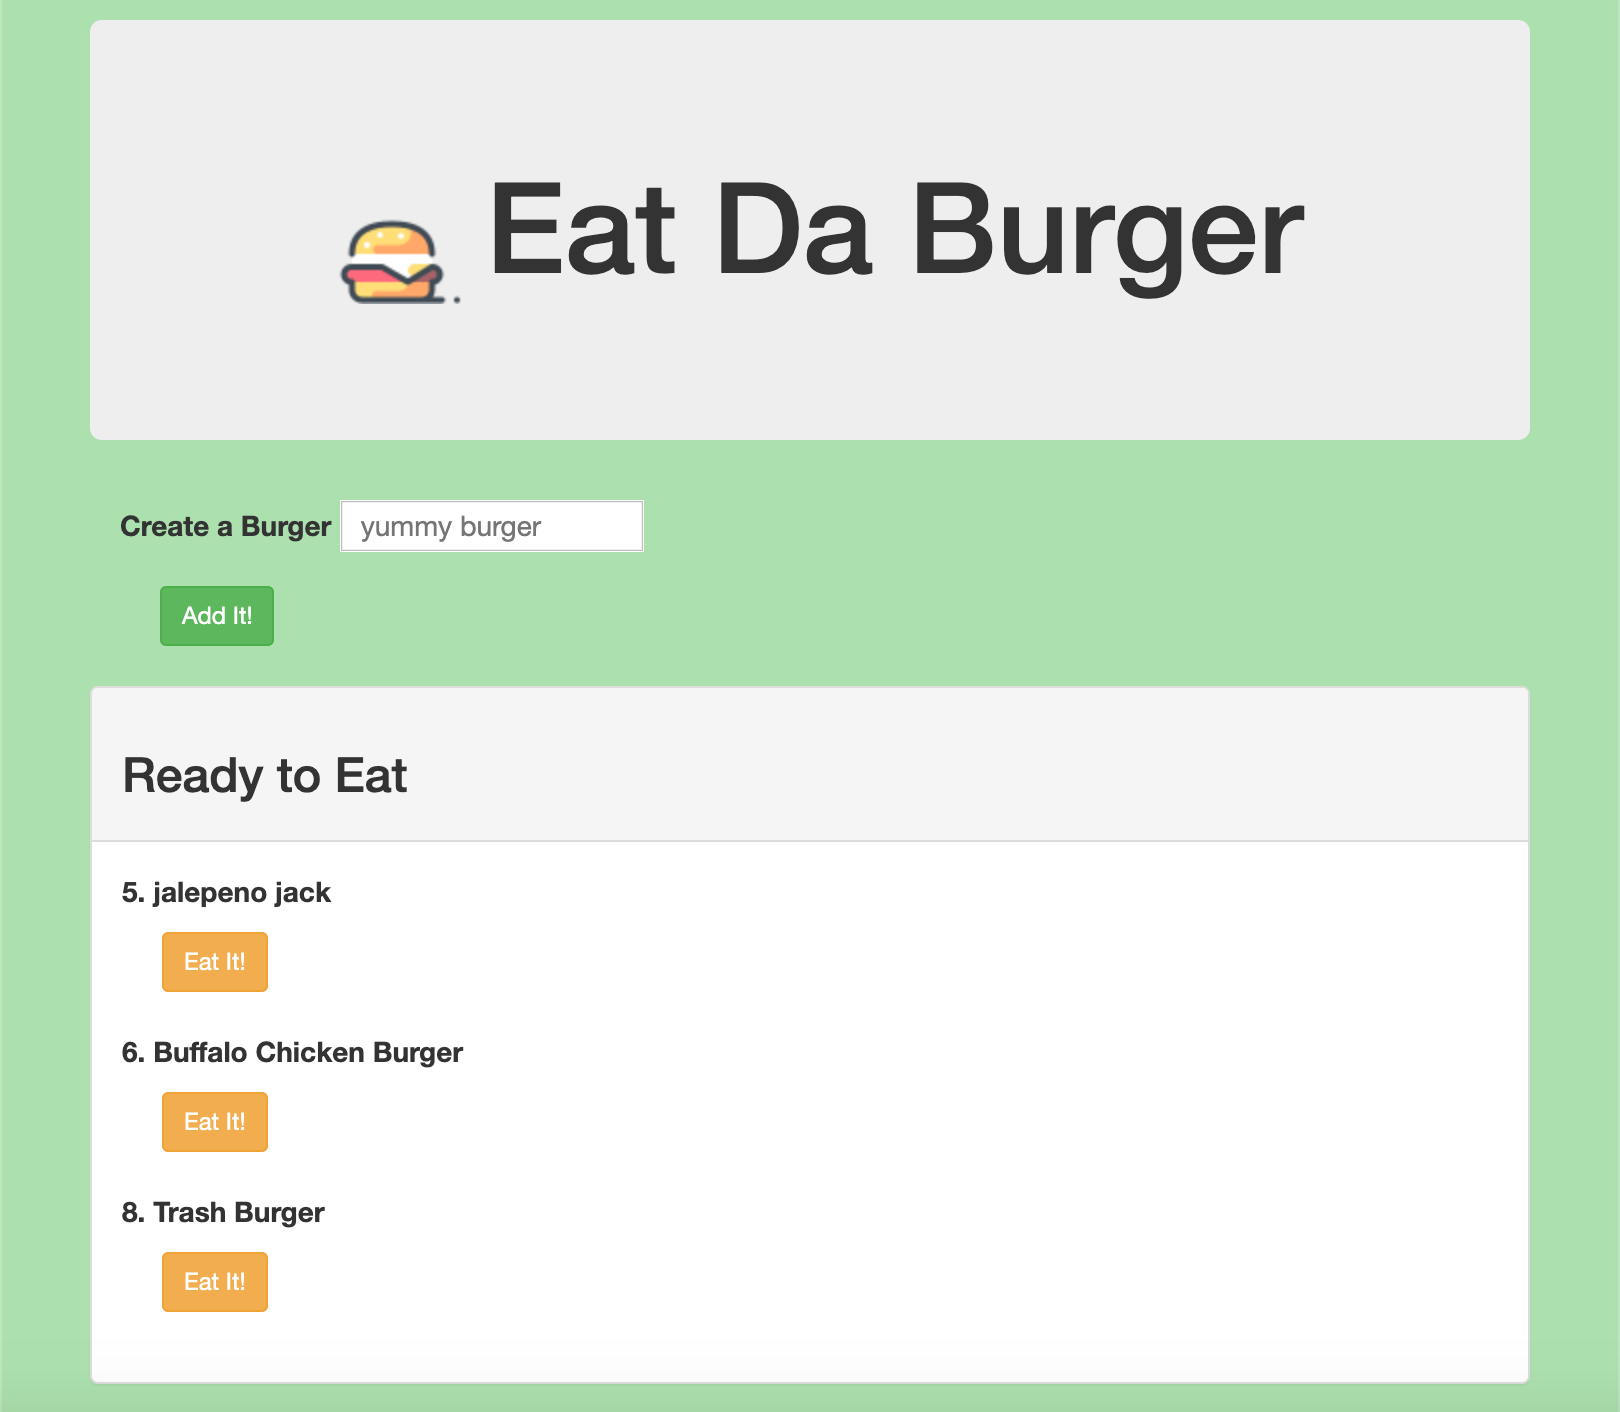 Eat Da Burger
Create a Burger yummy burger
Add It!
Ready to Eat
5. jalepeno jack
Eat It!
6. Buffalo Chicken Burger
Eat It!
8. Trash Burger
Eat It!